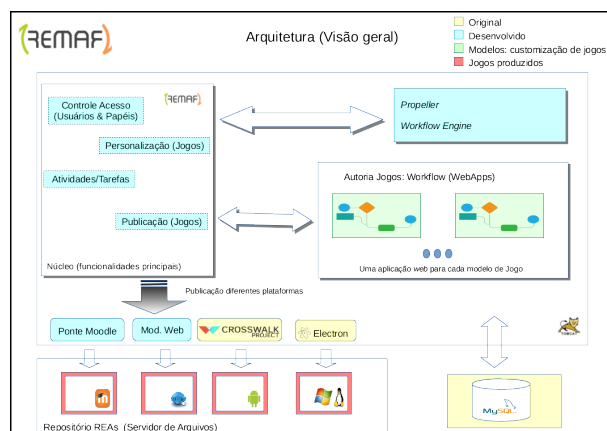 REMAF
Arquitetura (Visão geral)
Original
Desenvolvido
Modelos: customização de jogos
Jogos produzidos
REMAF
Controle Acesso
(Usuários & Papéis)
Personalização (Jogos)
Atividades/Tarefas
Publicação (Jogos)
Núcleo (funcionalidades principais)
Propeller
Workflow Engine
Autoria Jogos: Workflow (WebApps)
Uma aplicação web para cada modelo de Jogo
Publicação diferentes plataformas
Ponte Moodle
Mod. Web
CROSSWALK
PROJECT
Electron
TOMCAT
MySQL
Repositório REAs (Servidor de Arquivos)